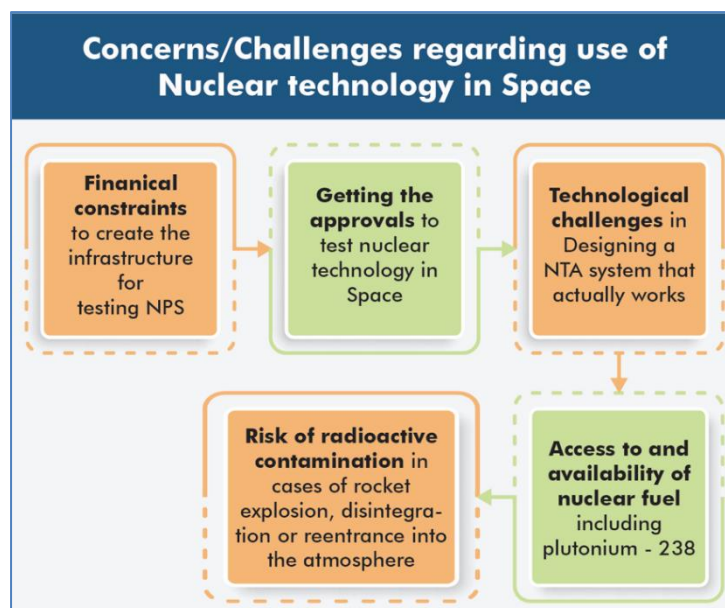 Concerns/Challenges regarding use of
Nuclear technology in Space
Finanical
constraints
to create the
infrastructure
for
testing NPS
Getting the
approvals to
test nuclear
technology in
Space
Technological
challenges in
Designing a
NTA system that
actually works
Access to and
availability of
nuclear fuel
including
plutonium - 238
Risk of radioactive
contamination in
cases of rocket
explosion, disintegra-
tion or reentrance into
the atmosphere